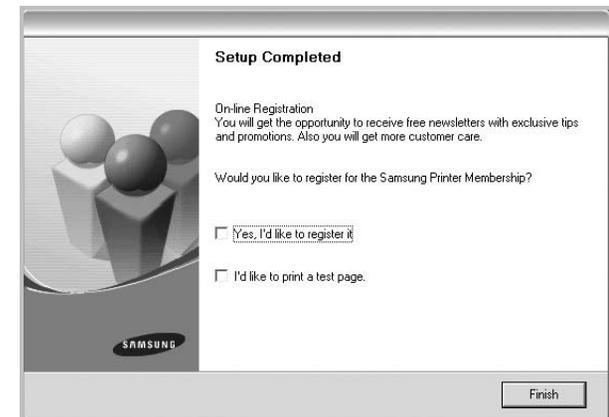 Setup Completed
On-line Registration
You will get the opportunity to receive free newsletters with exclusive tips
and promotions. Also you will get more customer care.
Would you like to register for the Samsung Printer Membership?
Yes, I'd like to register it
I'd like to print a test page.
SAMSUNG
Finish